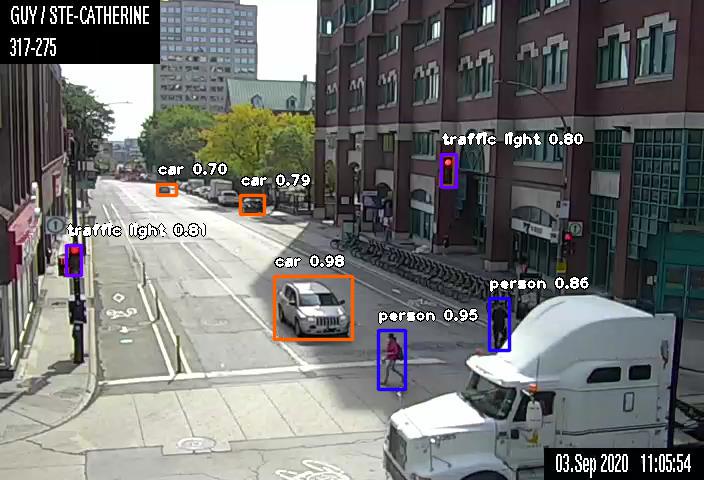 GUY / STE-CATHERINE
317-275
traffic light 0.80
car 0.70
car 0.79
traffic light 0.81
car 0.98
person 0.86
person 0.95
03.Sep 2020 11:05:54